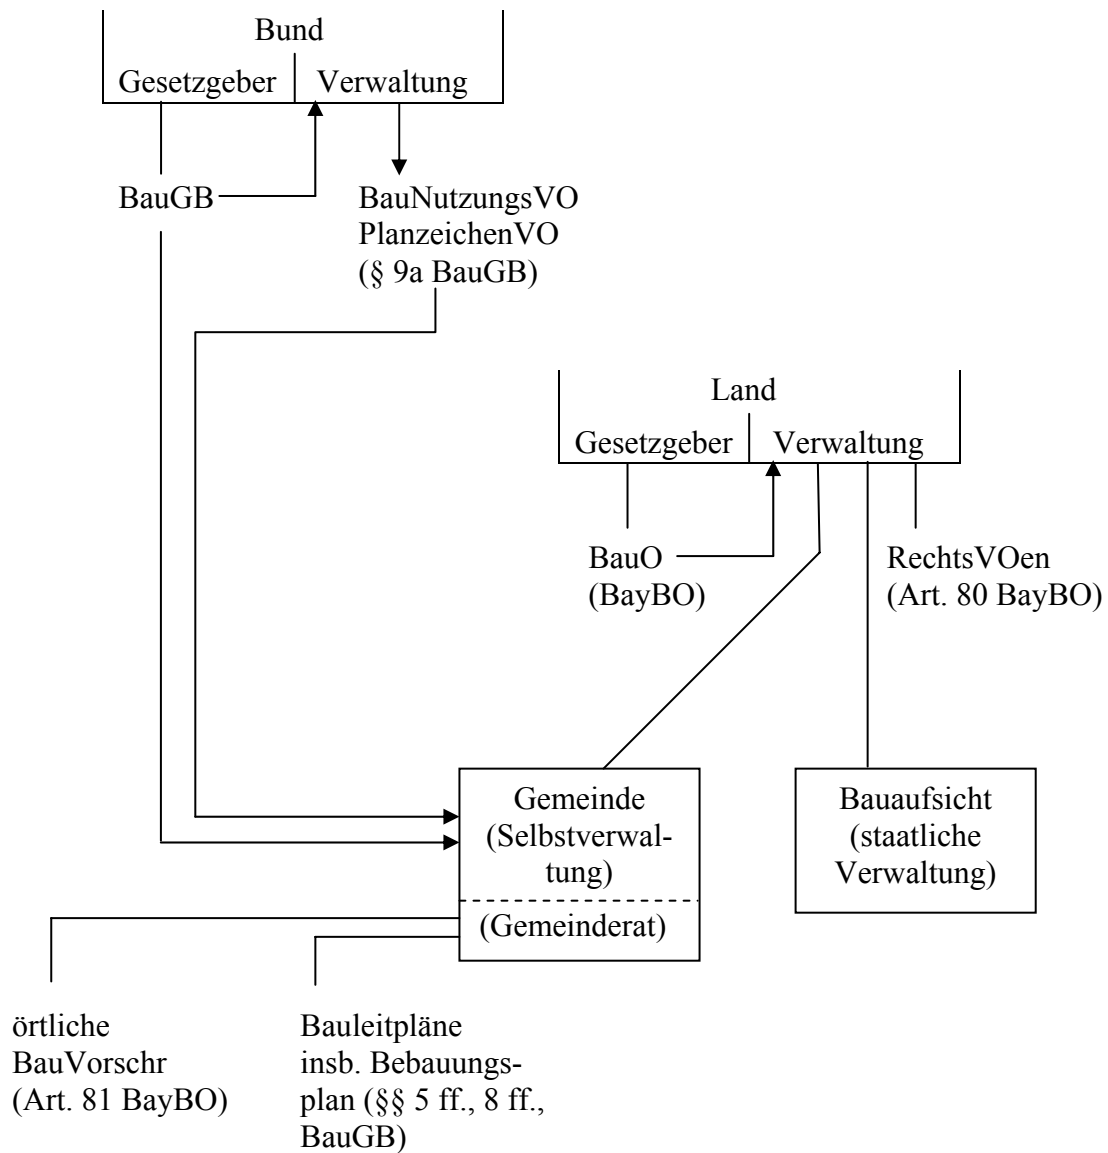 Bund
Gesetzgeber Verwaltung
BauGB
BauNutzungsVO
PlanzeichenVO
(§ 9a BauGB)
Land
Gesetzgeber Verwaltung
BauO
(BayBO)
RechtsVOen
(Art. 80 BayBO)
Gemeinde
(Selbstverwal-
tung)
(Gemeinderat)
Bauaufsicht
(staatliche
Verwaltung)
örtliche
BauVorschr
(Art. 81 BayBO)
Bauleitpläne
insb. Bebauungs-
plan (§§ 5 ff., 8 ff.,
BauGB)